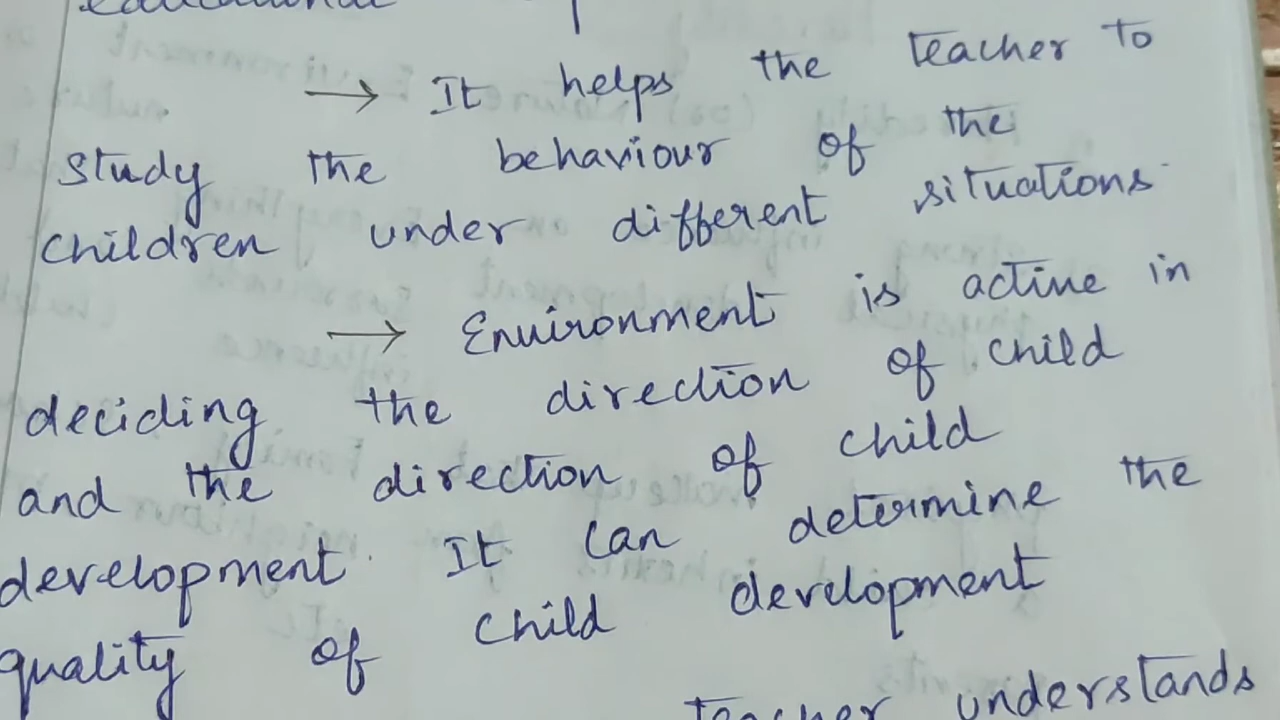 educational
→ It helps the teacher to
study the behaviour of the
children under different situations
→ Environment is active in
deciding the direction of child
and the direction of child
development. It can determine the
quality of child development
teacher understands